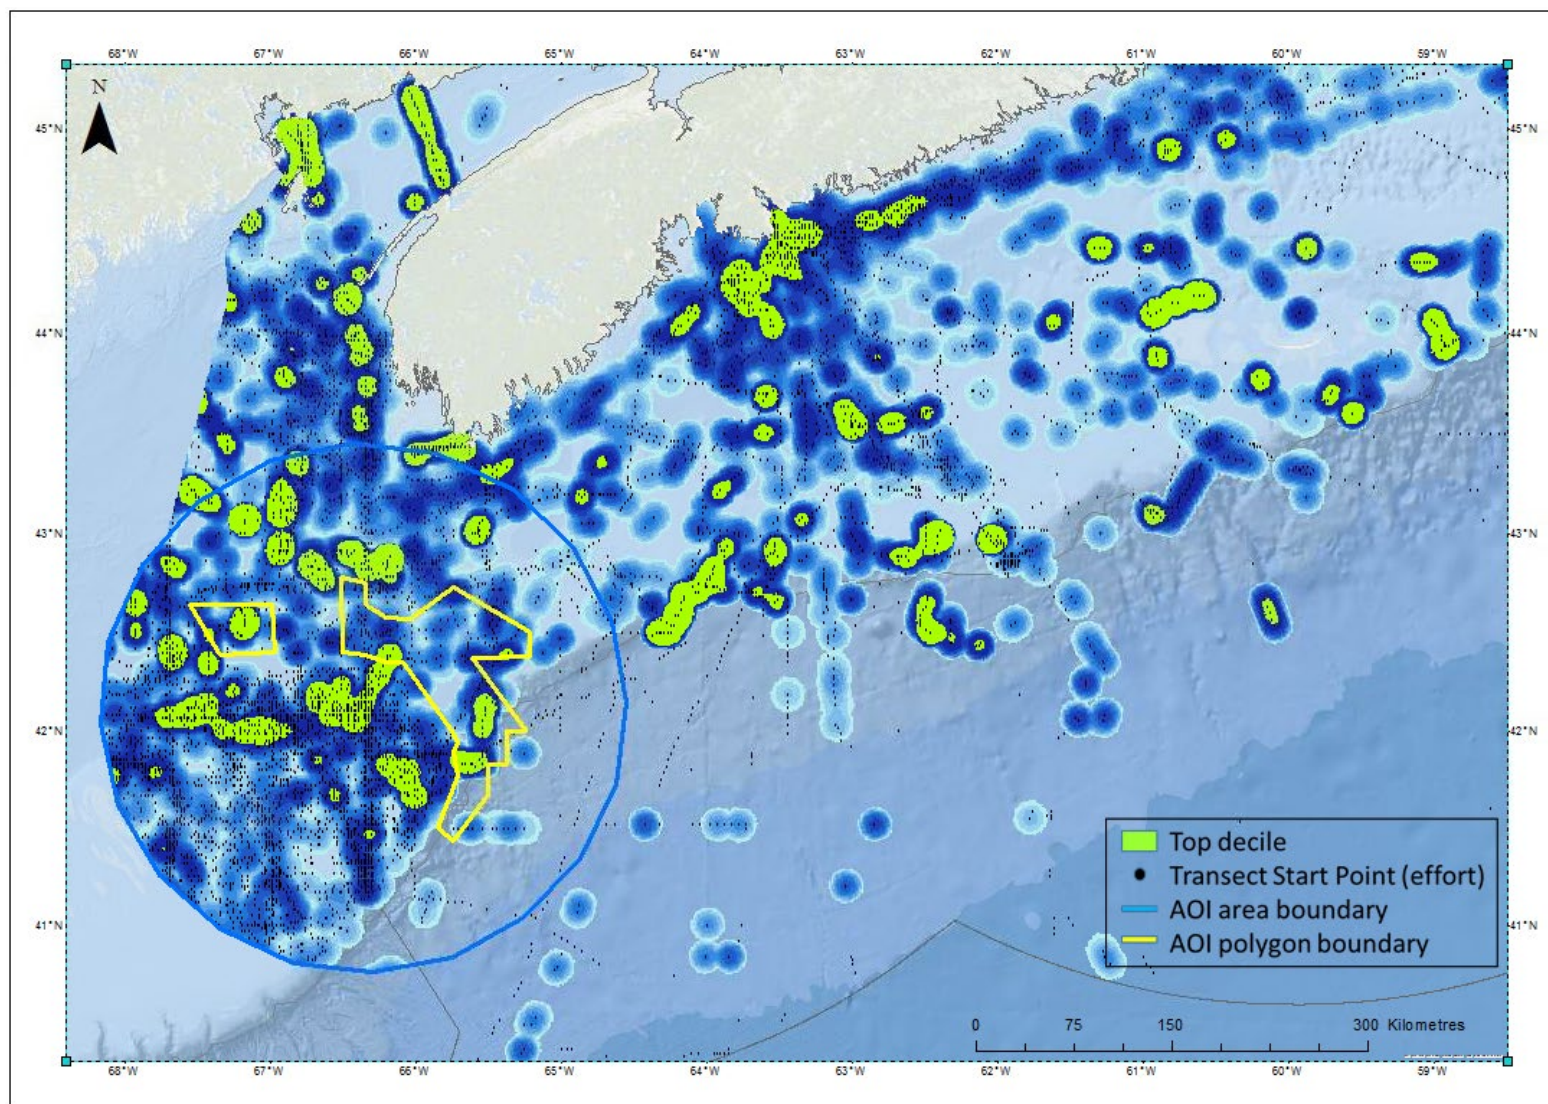 68°W 67°W 66°W 65°W 64°W 63°W 62°W 61°W 60°W 59°W
N
45°N 45°N
44°N 44°N
43°N 43°N
42°N 42°N
Top decile
Transect Start Point (effort)
AOI area boundary
41°N 41°N
AOI polygon boundary
0 75 150 300 Kilometres
68°W 67°W 66°W 65°W 64°W 63°W 62°W 61°W 60°W 59°W